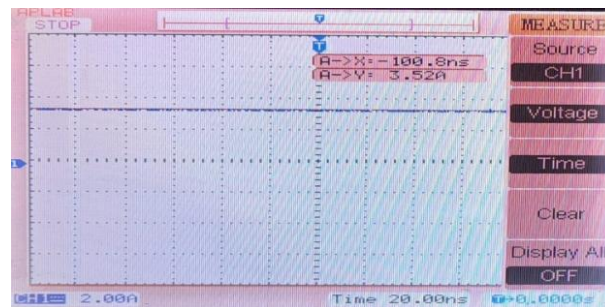 APLAB
STOP
T
MEASURE
T
A->X:-100.8ns
A->Y: 3.52A
Source
CH1
Voltage
1
Time
Clear
Display All
OFF
CH1 2.00A
Time 20.00ns
T→0.0000s